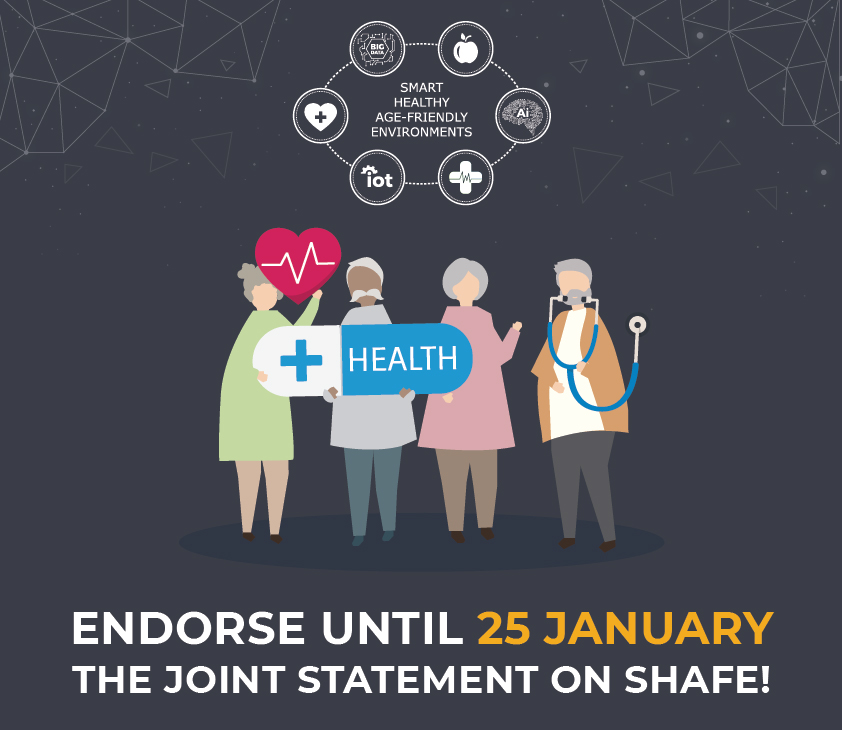 BIG
DATA
SMART
HEALTHY
AGE-FRIENDLY
ENVIRONMENTS
Ai
iot
HEALTH
ENDORSE UNTIL 25 JANUARY
THE JOINT STATEMENT ON SHAFE!